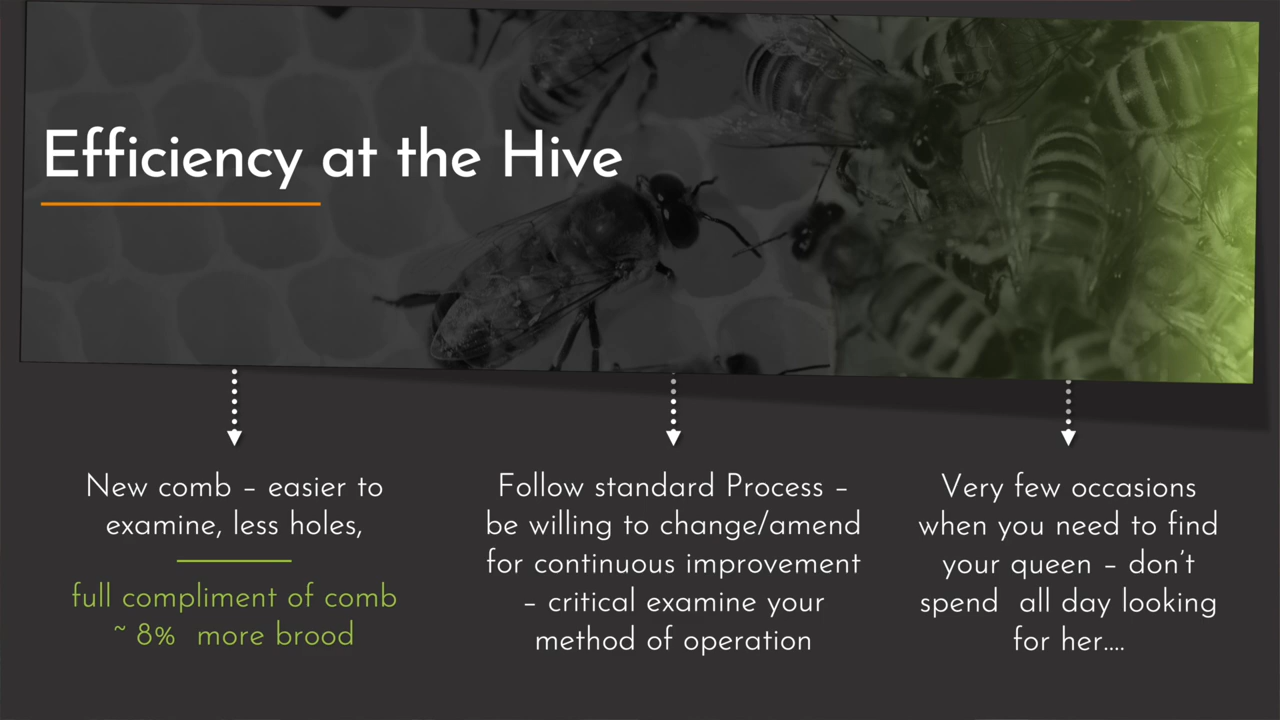 Efficiency at the Hive
New comb – easier to
examine, less holes,
full compliment of comb
~ 8%  more brood
Follow standard Process –
be willing to change/amend
for continuous improvement
– critical examine your
method of operation
Very few occasions
when you need to find
your queen – don’t
spend  all day looking
for her....